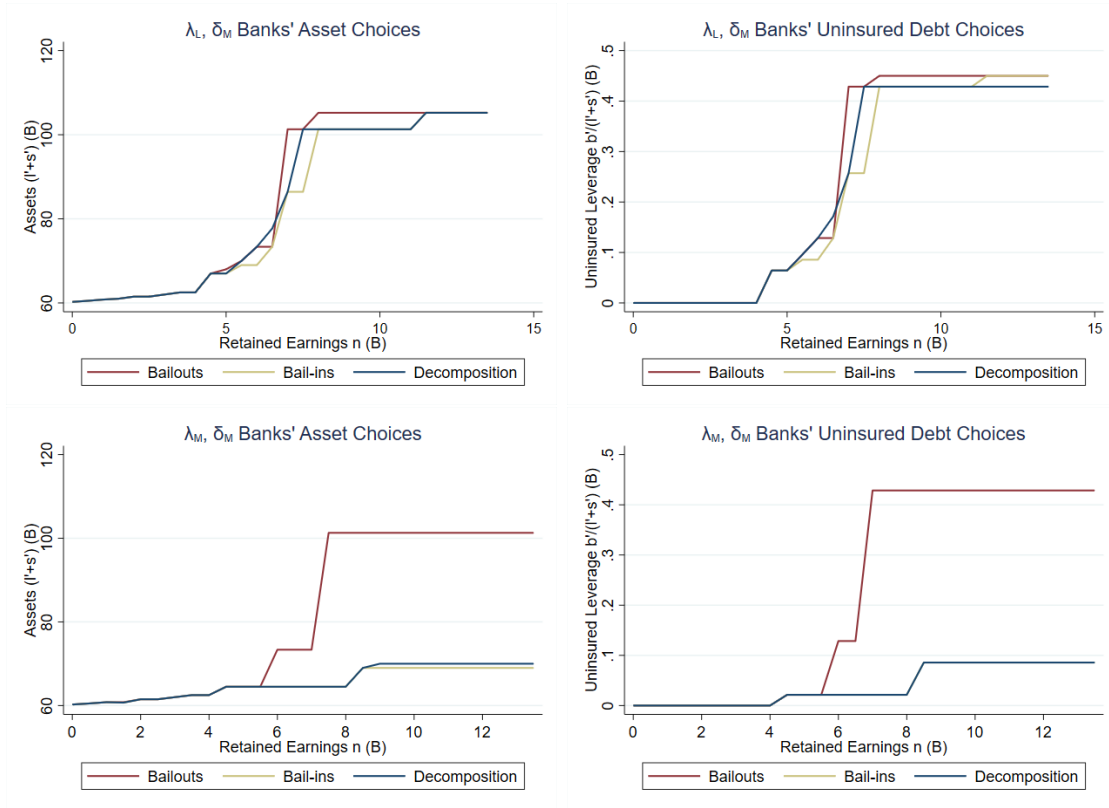 λL, δM Banks' Asset Choices
Assets (l'+s') (B)
120
100
80
60
0 5 10 15
Retained Earnings n (B)
Bailouts Bail-ins Decomposition
λL, δM Banks' Uninsured Debt Choices
Uninsured Leverage b'/(l'+s') (B)
.5
.4
.3
.2
.1
0
0 5 10 15
Retained Earnings n (B)
Bailouts Bail-ins Decomposition
λM, δM Banks' Asset Choices
Assets (l'+s') (B)
120
100
80
60
0 2 4 6 8 10 12
Retained Earnings n (B)
Bailouts Bail-ins Decomposition
λM, δM Banks' Uninsured Debt Choices
Uninsured Leverage b'/(l'+s') (B)
.5
.4
.3
.2
.1
0
0 2 4 6 8 10 12
Retained Earnings n (B)
Bailouts Bail-ins Decomposition